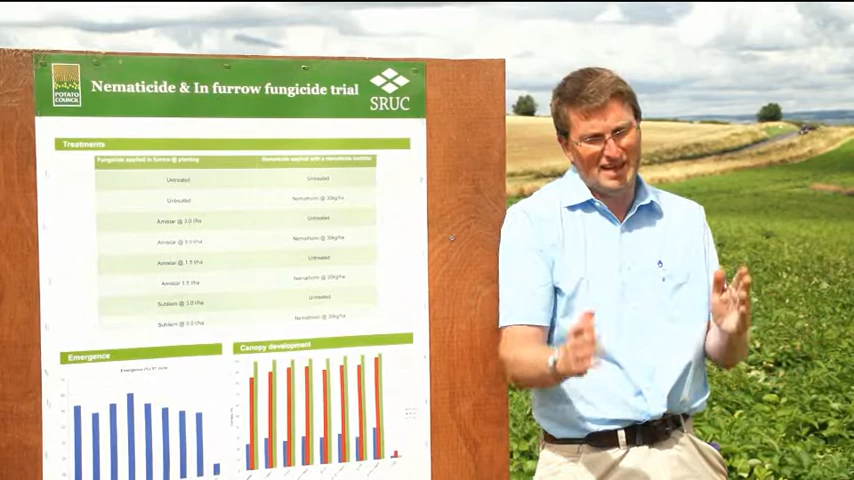 POTATO
COUNCIL
Nematicide & In furrow fungicide trial
SRUC
Treatments
Fungicide applied in furrow @ planting
Nematicide applied with a nematicide
Untreated Untreated
Untreated Nemathorin @ 30kg/ha
Amistar @ 3.0 l/ha Untreated
Amistar @ 3.0 l/ha Nemathorin @ 30kg/ha
Amistar @ 1.5 l/ha Untreated
Amistar 1.5 l/ha Nemathorin @ 30kg/ha
@ 3.0 l/ha Untreated
@ 3.0 l/ha Nemathorin @ 30kg/ha
Emergence
Canopy development